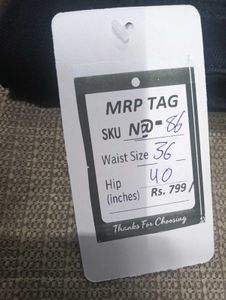 MRP TAG
SKU N@-86
Waist Size 36
Hip 40
(inches) Rs. 799/
Thanks For Choosing